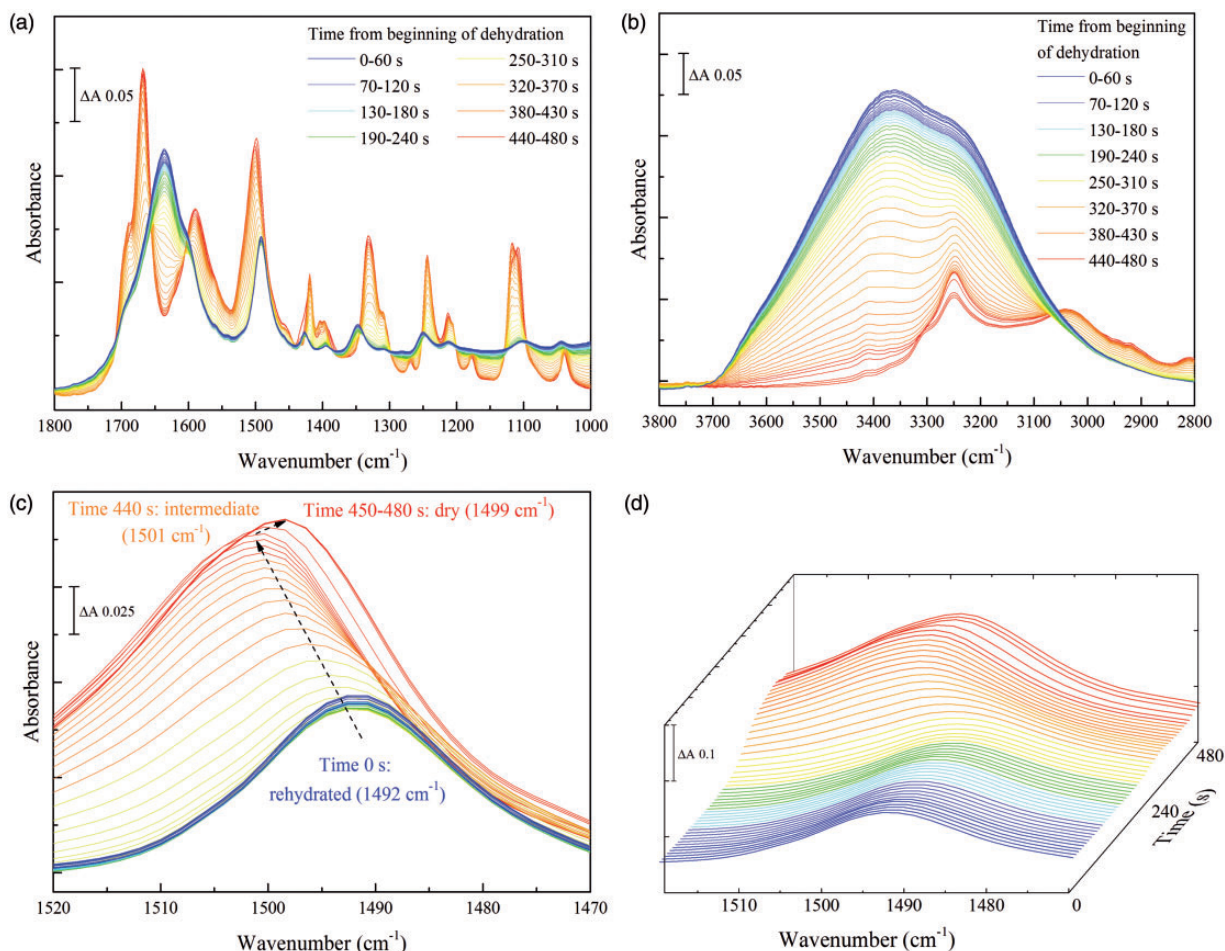 (a)
Time from beginning of dehydration
0-60 s
70-120 s
130-180 s
190-240 s
250-310 s
320-370 s
380-430 s
440-480 s
ΔA 0.05
Absorbance
1800 1700 1600 1500 1400 1300 1200 1100 1000
Wavenumber (cm⁻¹)
(b)
Time from beginning
of dehydration
0-60 s
70-120 s
130-180 s
190-240 s
250-310 s
320-370 s
380-430 s
440-480 s
ΔA 0.05
Absorbance
3800 3700 3600 3500 3400 3300 3200 3100 3000 2900 2800
Wavenumber (cm⁻¹)
(c)
Time 440 s: intermediate
(1501 cm⁻¹)
Time 450-480 s: dry (1499 cm⁻¹)
ΔA 0.025
Time 0 s:
rehydrated (1492 cm⁻¹)
Absorbance
1520 1510 1500 1490 1480 1470
Wavenumber (cm⁻¹)
(d)
ΔA 0.1
480
240
0
Time (s)
1510 1500 1490 1480
Wavenumber (cm⁻¹)